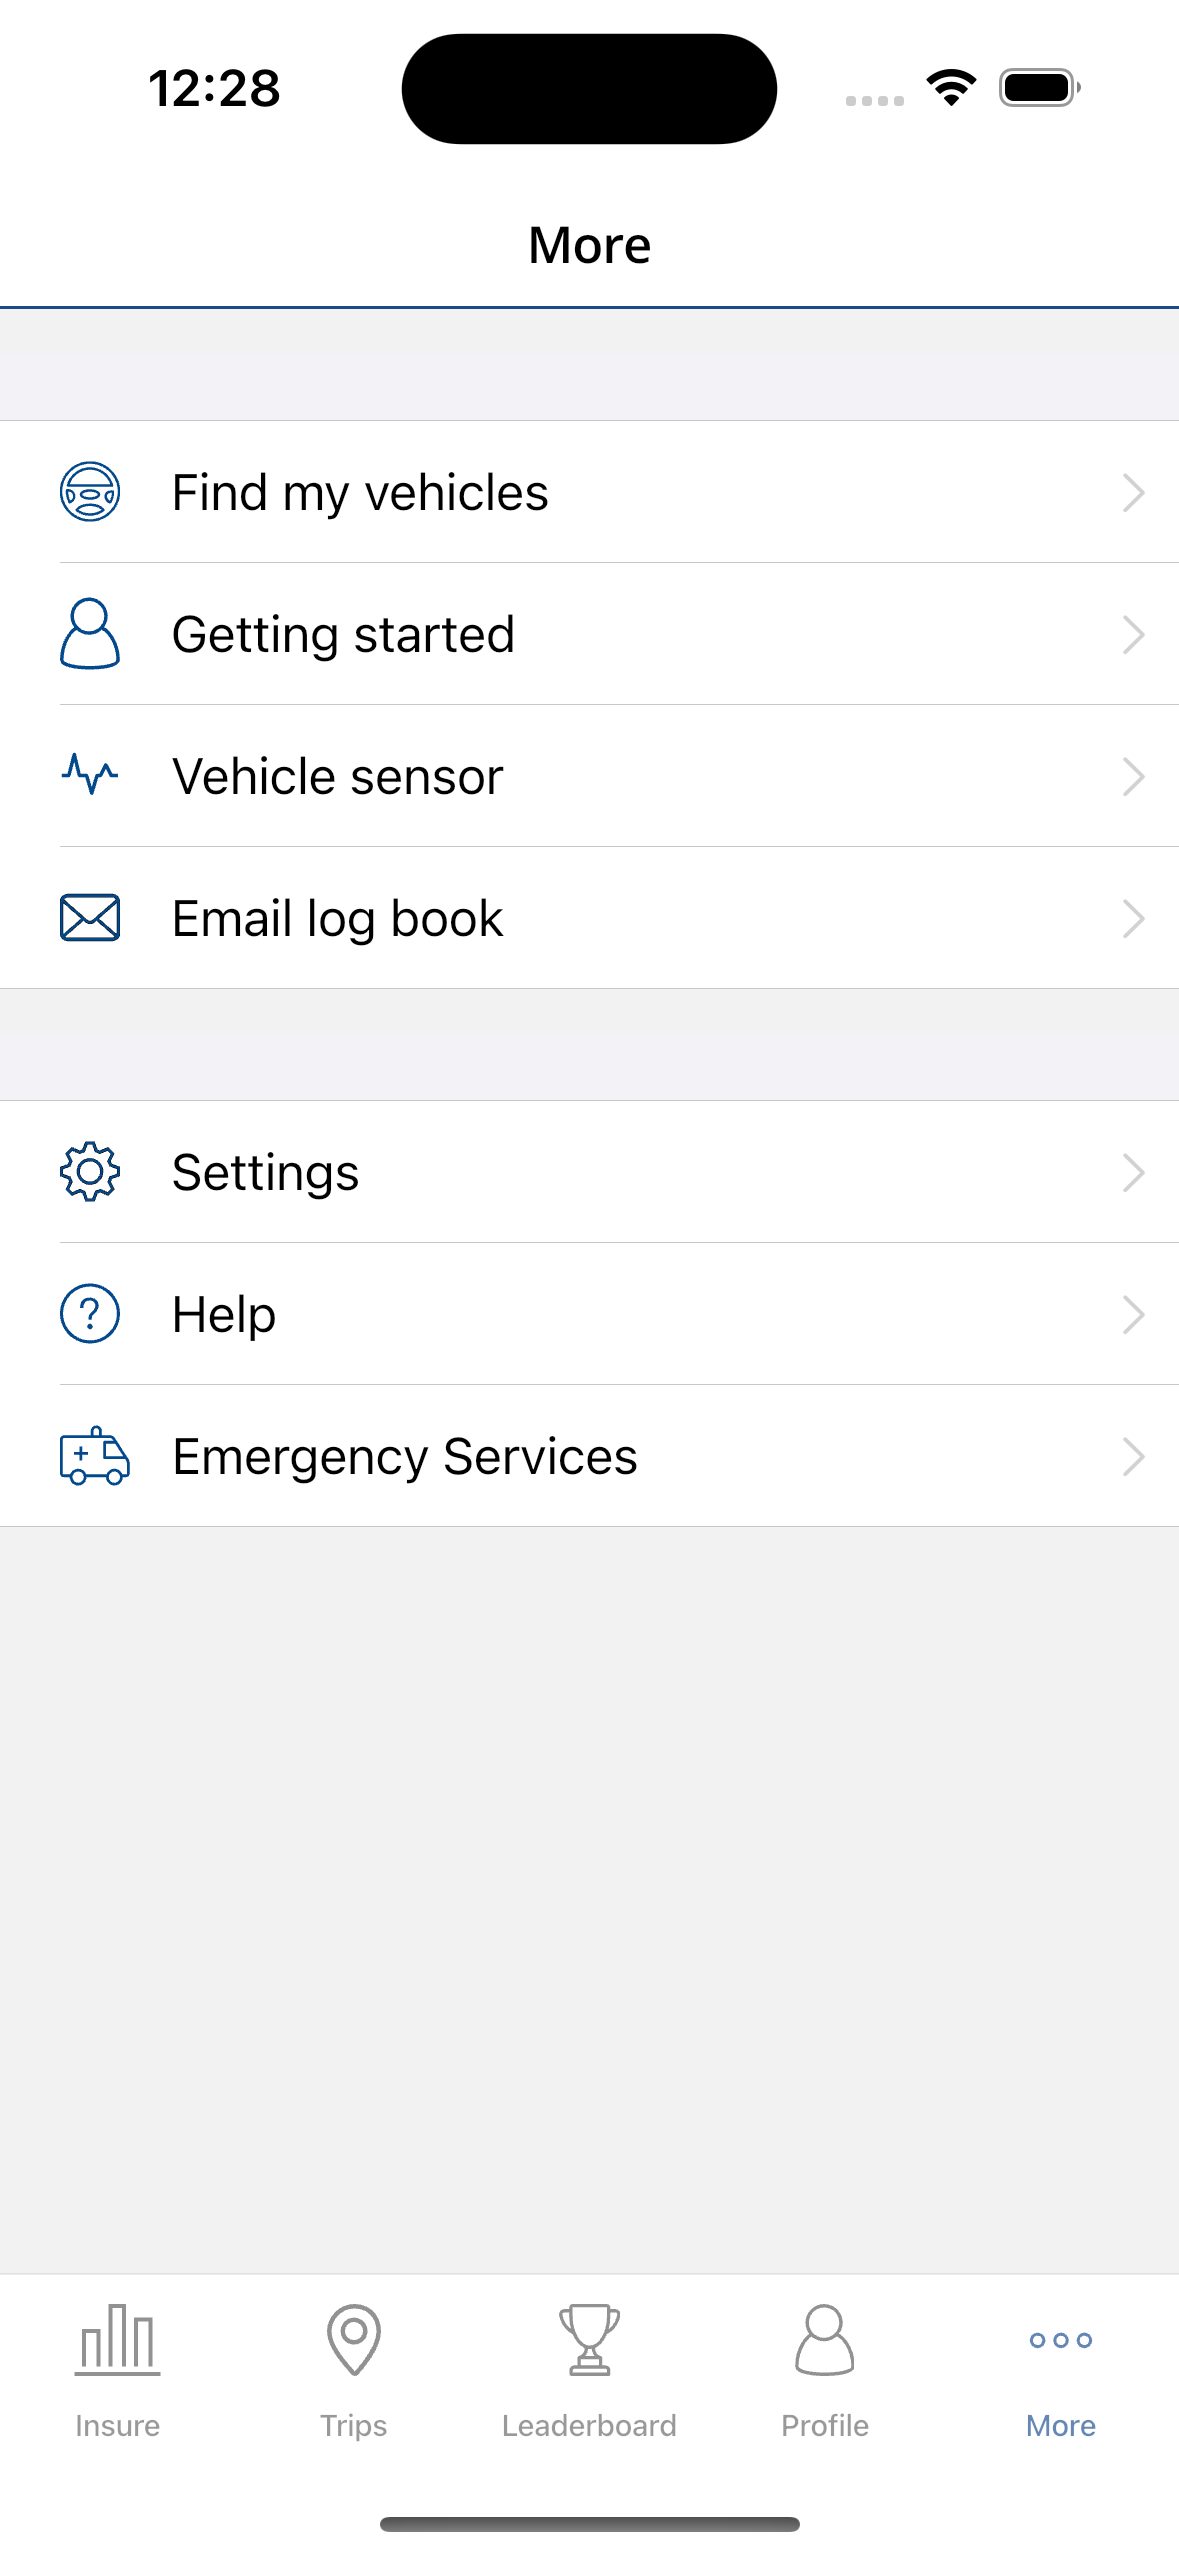 12:28
More
Find my vehicles
Getting started
Vehicle sensor
Email log book
Settings
Help
Emergency Services
Insure
Trips
Leaderboard
Profile
More